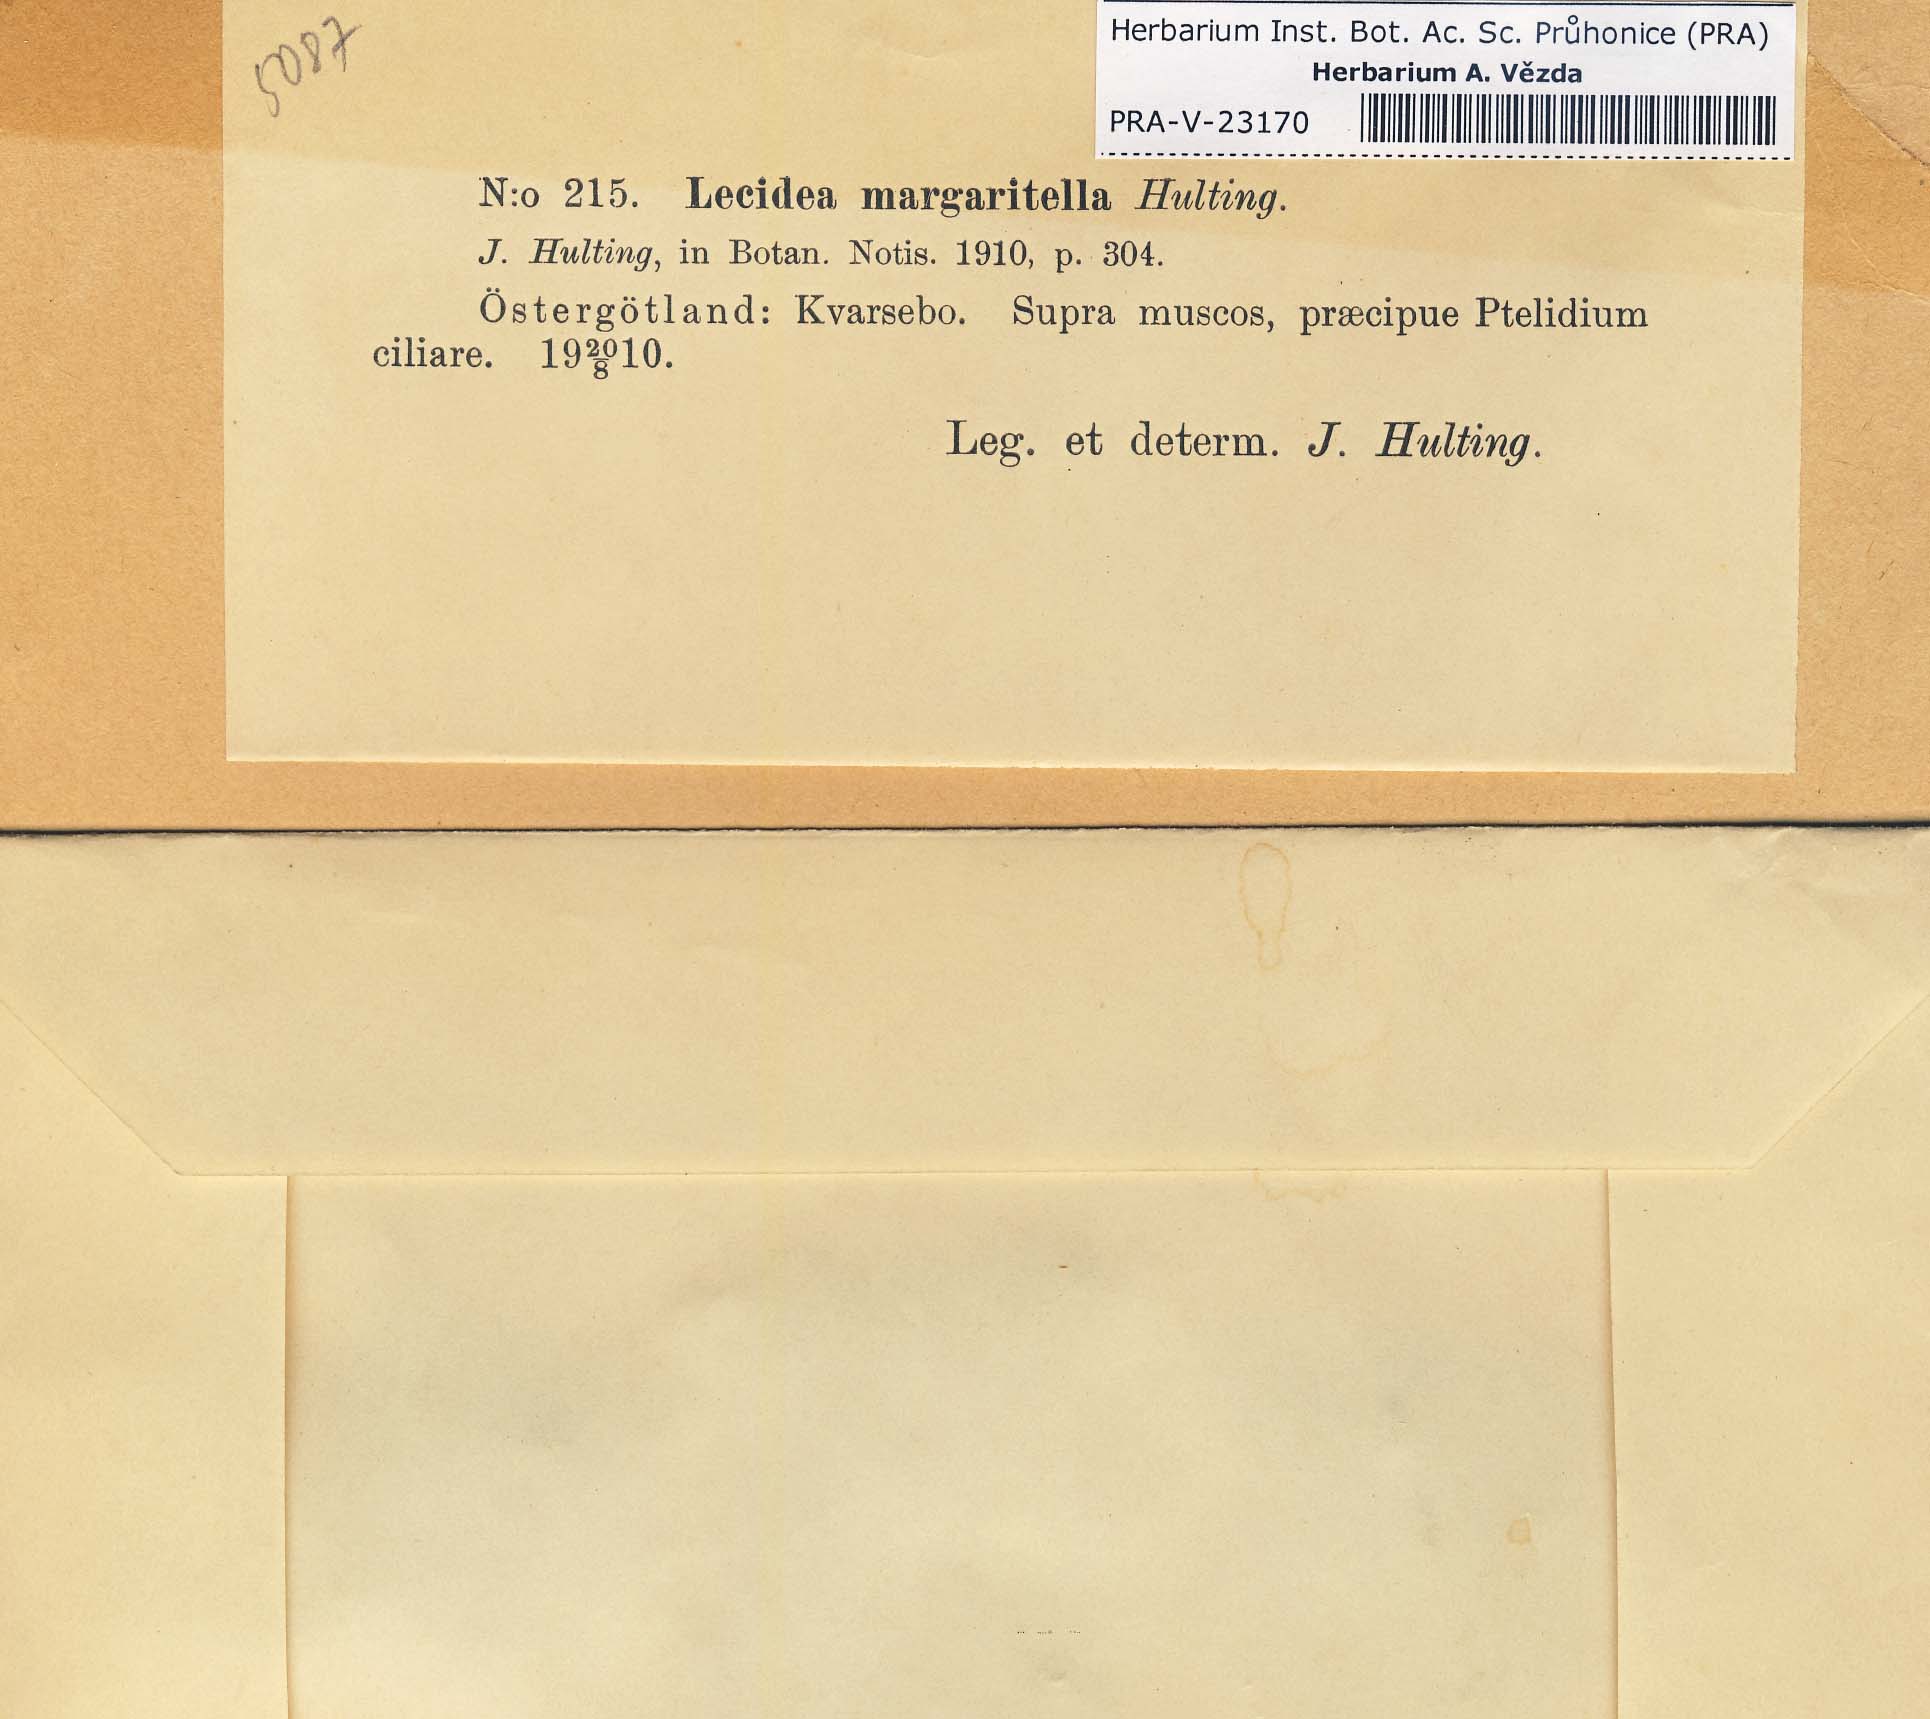 5087
Herbarium Inst. Bot. Ac. Sc. Průhonice (PRA)
Herbarium A. Vězda
PRA-V-23170
N:o 215. Lecidea margaritella Hulting.
J. Hulting, in Botan. Notis. 1910, p. 304.
Östergötland: Kvarsebo. Supra muscos, præcipue Ptelidium
ciliare. 19 20/8 10.
Leg. et determ. J. Hulting.